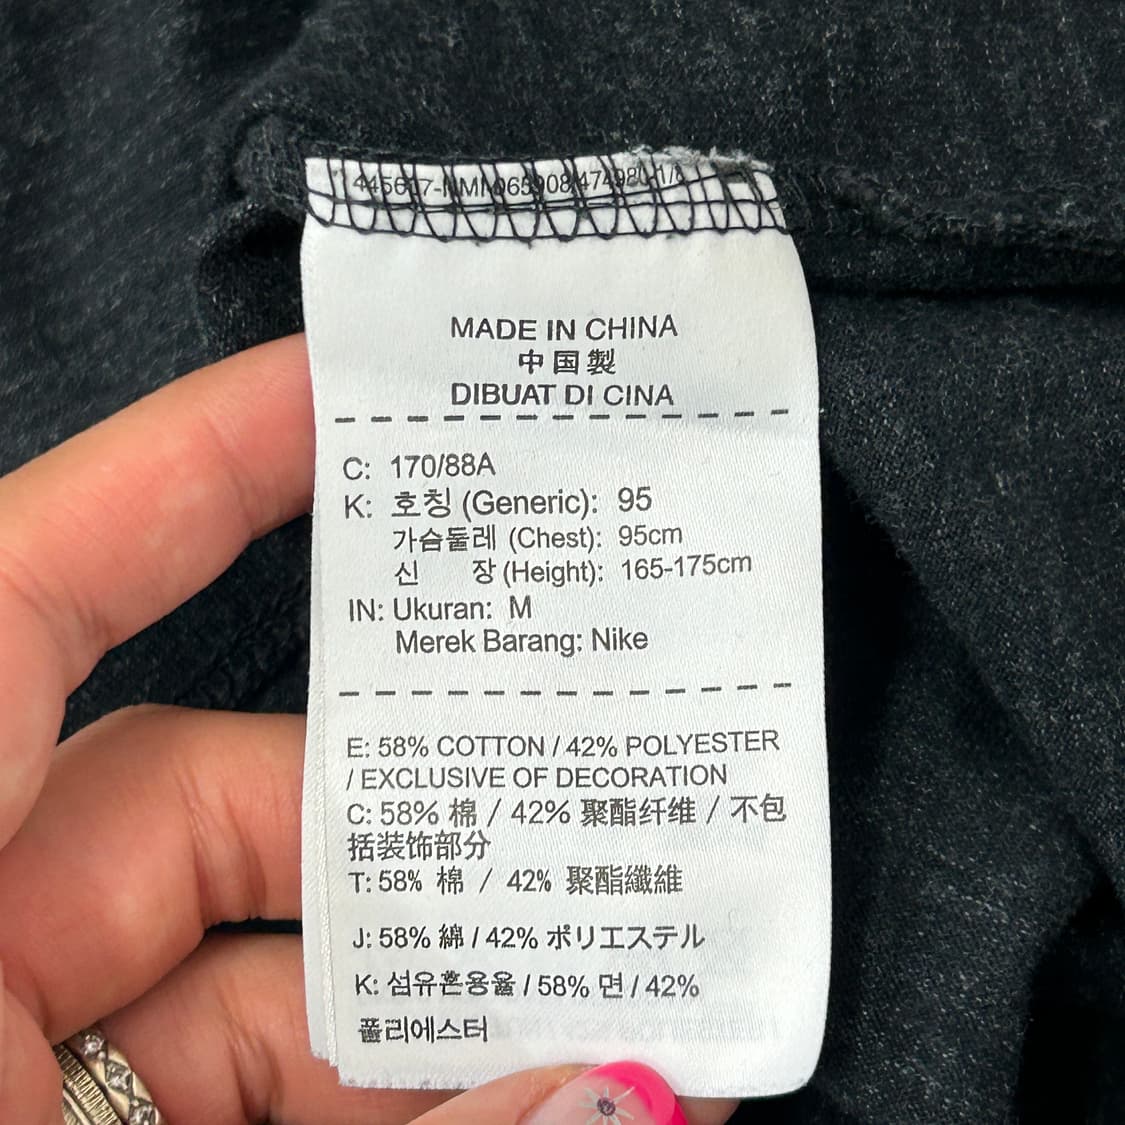 MADE IN CHINA
中国製
DIBUAT DI CINA
C: 170/88A
K: 호칭 (Generic): 95
가슴둘레 (Chest): 95cm
신 장 (Height): 165-175cm
IN: Ukuran: M
Merek Barang: Nike
E: 58% COTTON / 42% POLYESTER
/ EXCLUSIVE OF DECORATION
C: 58% 棉 / 42% 聚酯纤维 / 不包
括装饰部分
T: 58% 棉 / 42% 聚酯纖維
J: 58% 綿 / 42% ポリエステル
K: 섬유혼용율 / 58% 면 / 42%
폴리에스터